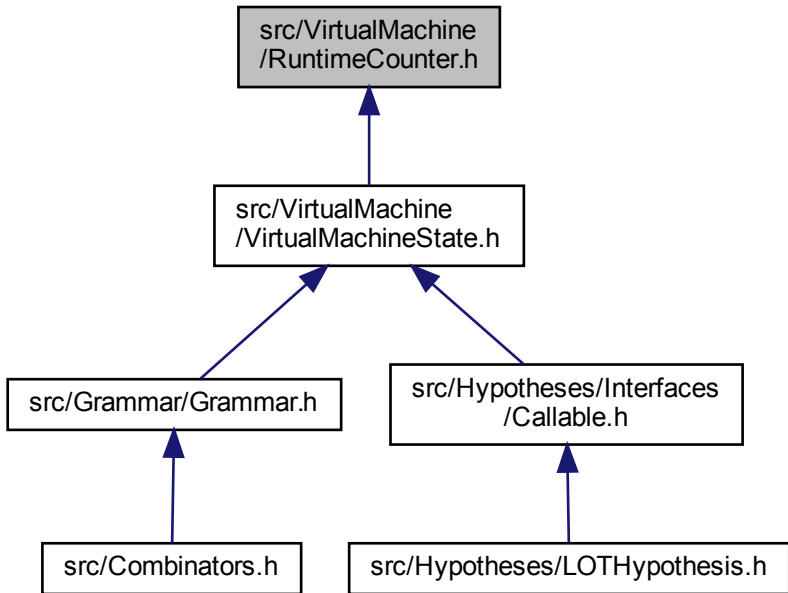 src/VirtualMachine
/RuntimeCounter.h
src/VirtualMachine
/VirtualMachineState.h
src/Grammar/Grammar.h
src/Hypotheses/Interfaces
/Callable.h
src/Combinators.h
src/Hypotheses/LOTHypothesis.h